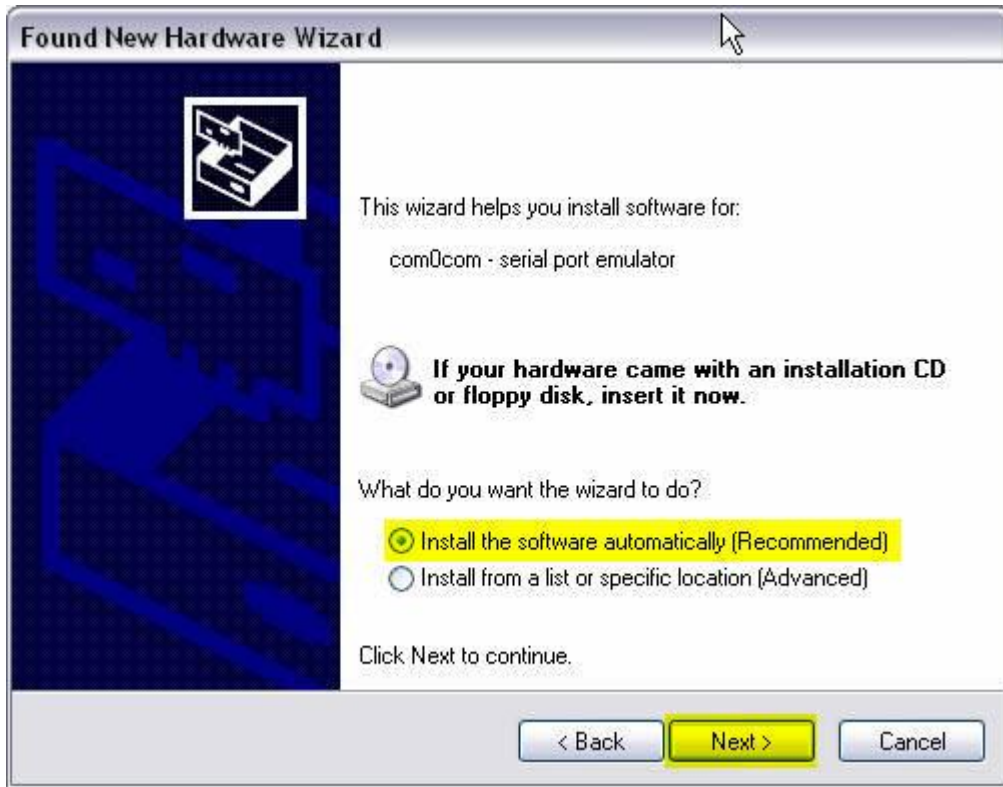 Found New Hardware Wizard
This wizard helps you install software for:
com0com - serial port emulator
If your hardware came with an installation CD
or floppy disk, insert it now.
What do you want the wizard to do?
Install the software automatically (Recommended)
Install from a list or specific location (Advanced)
Click Next to continue.
< Back
Next >
Cancel